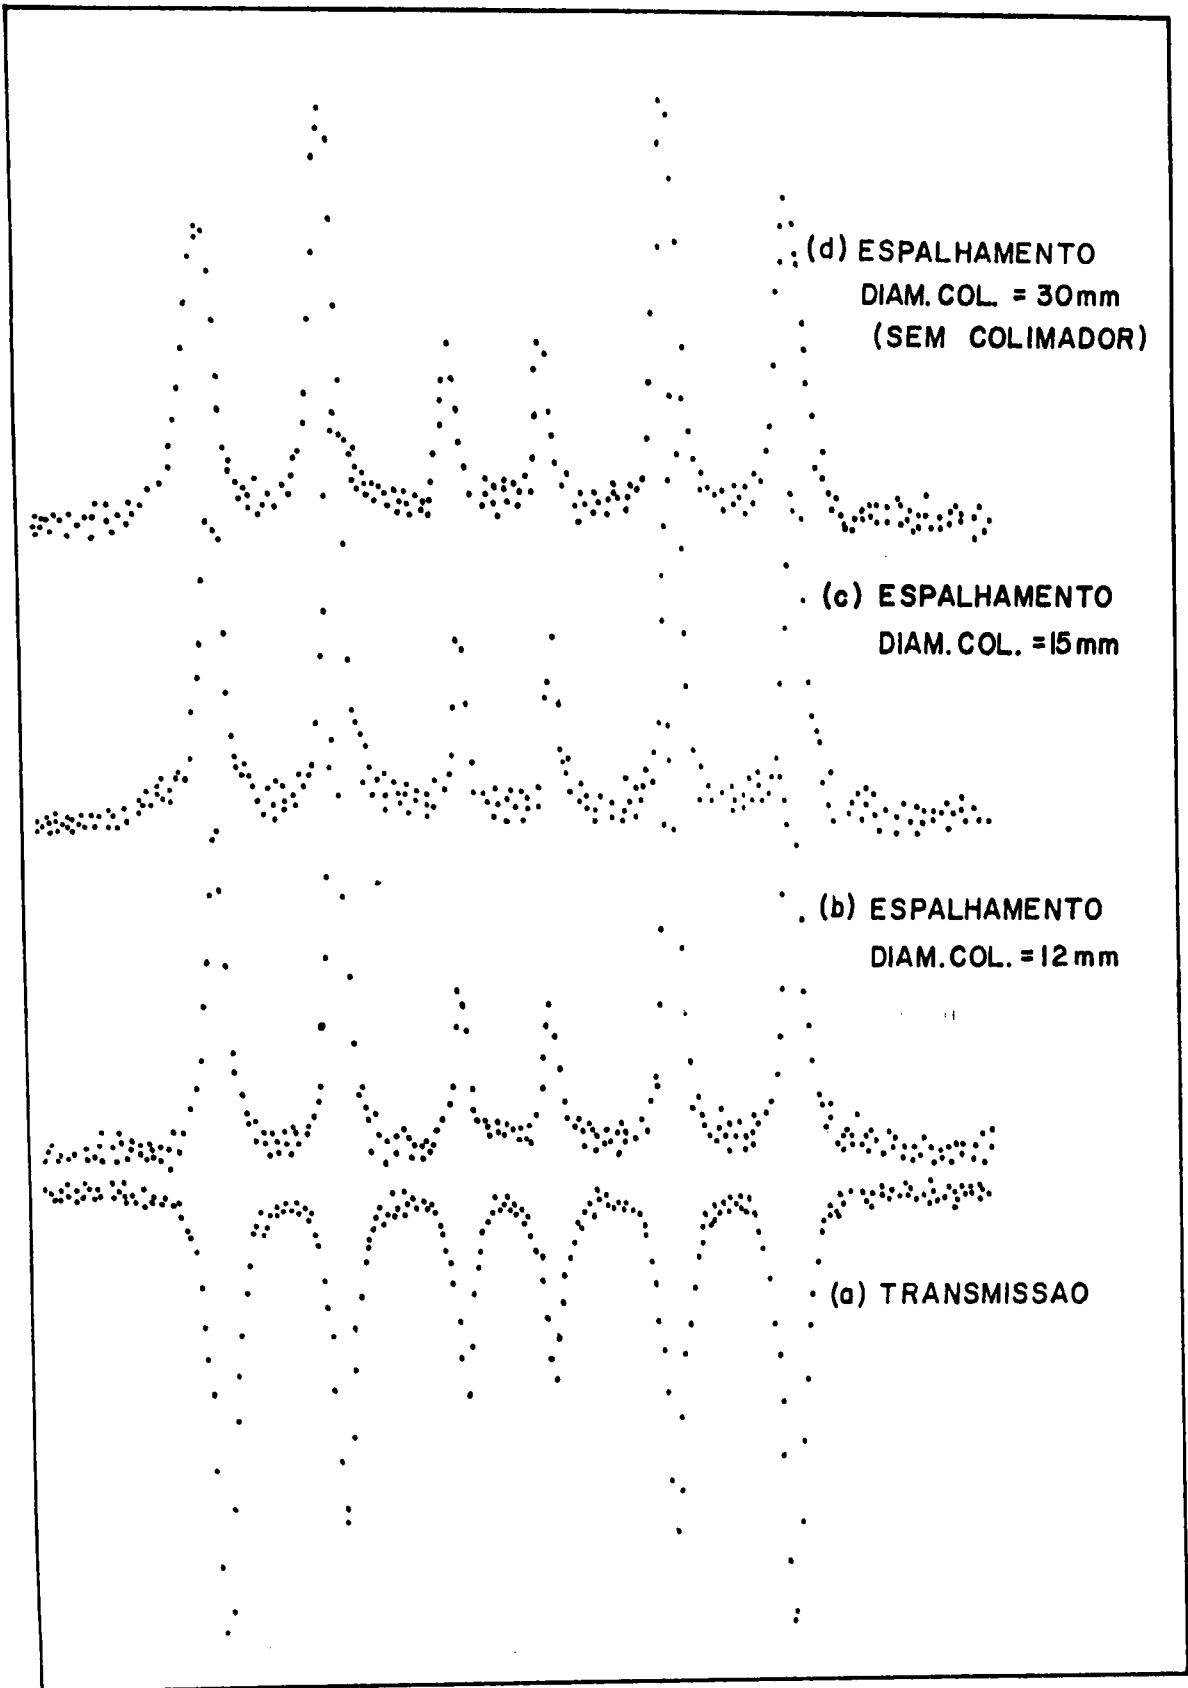 (d) ESPALHAMENTO
DIAM. COL. = 30mm
(SEM COLIMADOR)
(c) ESPALHAMENTO
DIAM. COL. = 15mm
(b) ESPALHAMENTO
DIAM. COL. = 12mm
(a) TRANSMISSAO